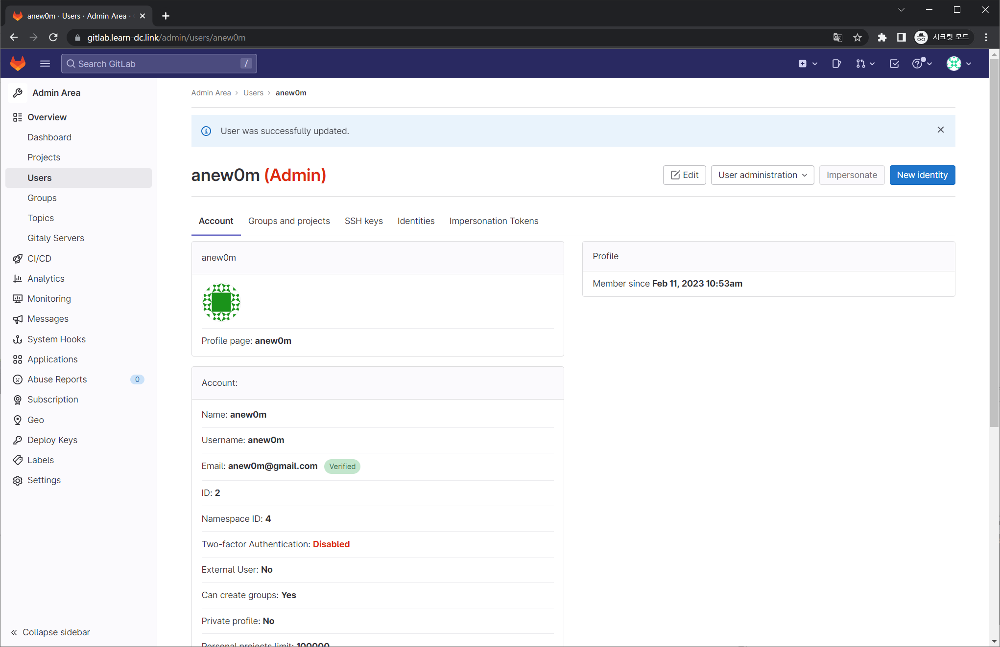 anew0m · Users · Admin Area ·
gitlab.learn-dc.link/admin/users/anew0m
시크릿 모드
Search GitLab /
Admin Area
Overview
Dashboard
Projects
Users
Groups
Topics
Gitaly Servers
CI/CD
Analytics
Monitoring
Messages
System Hooks
Applications
Abuse Reports 0
Subscription
Geo
Deploy Keys
Labels
Settings
Collapse sidebar
Admin Area › Users › anew0m
User was successfully updated.
anew0m (Admin)
Edit User administration Impersonate New identity
Account Groups and projects SSH keys Identities Impersonation Tokens
anew0m
Profile page: anew0m
Profile
Member since Feb 11, 2023 10:53am
Account:
Name: anew0m
Username: anew0m
Email: anew0m@gmail.com Verified
ID: 2
Namespace ID: 4
Two-factor Authentication: Disabled
External User: No
Can create groups: Yes
Private profile: No
Personal projects limit: 100000